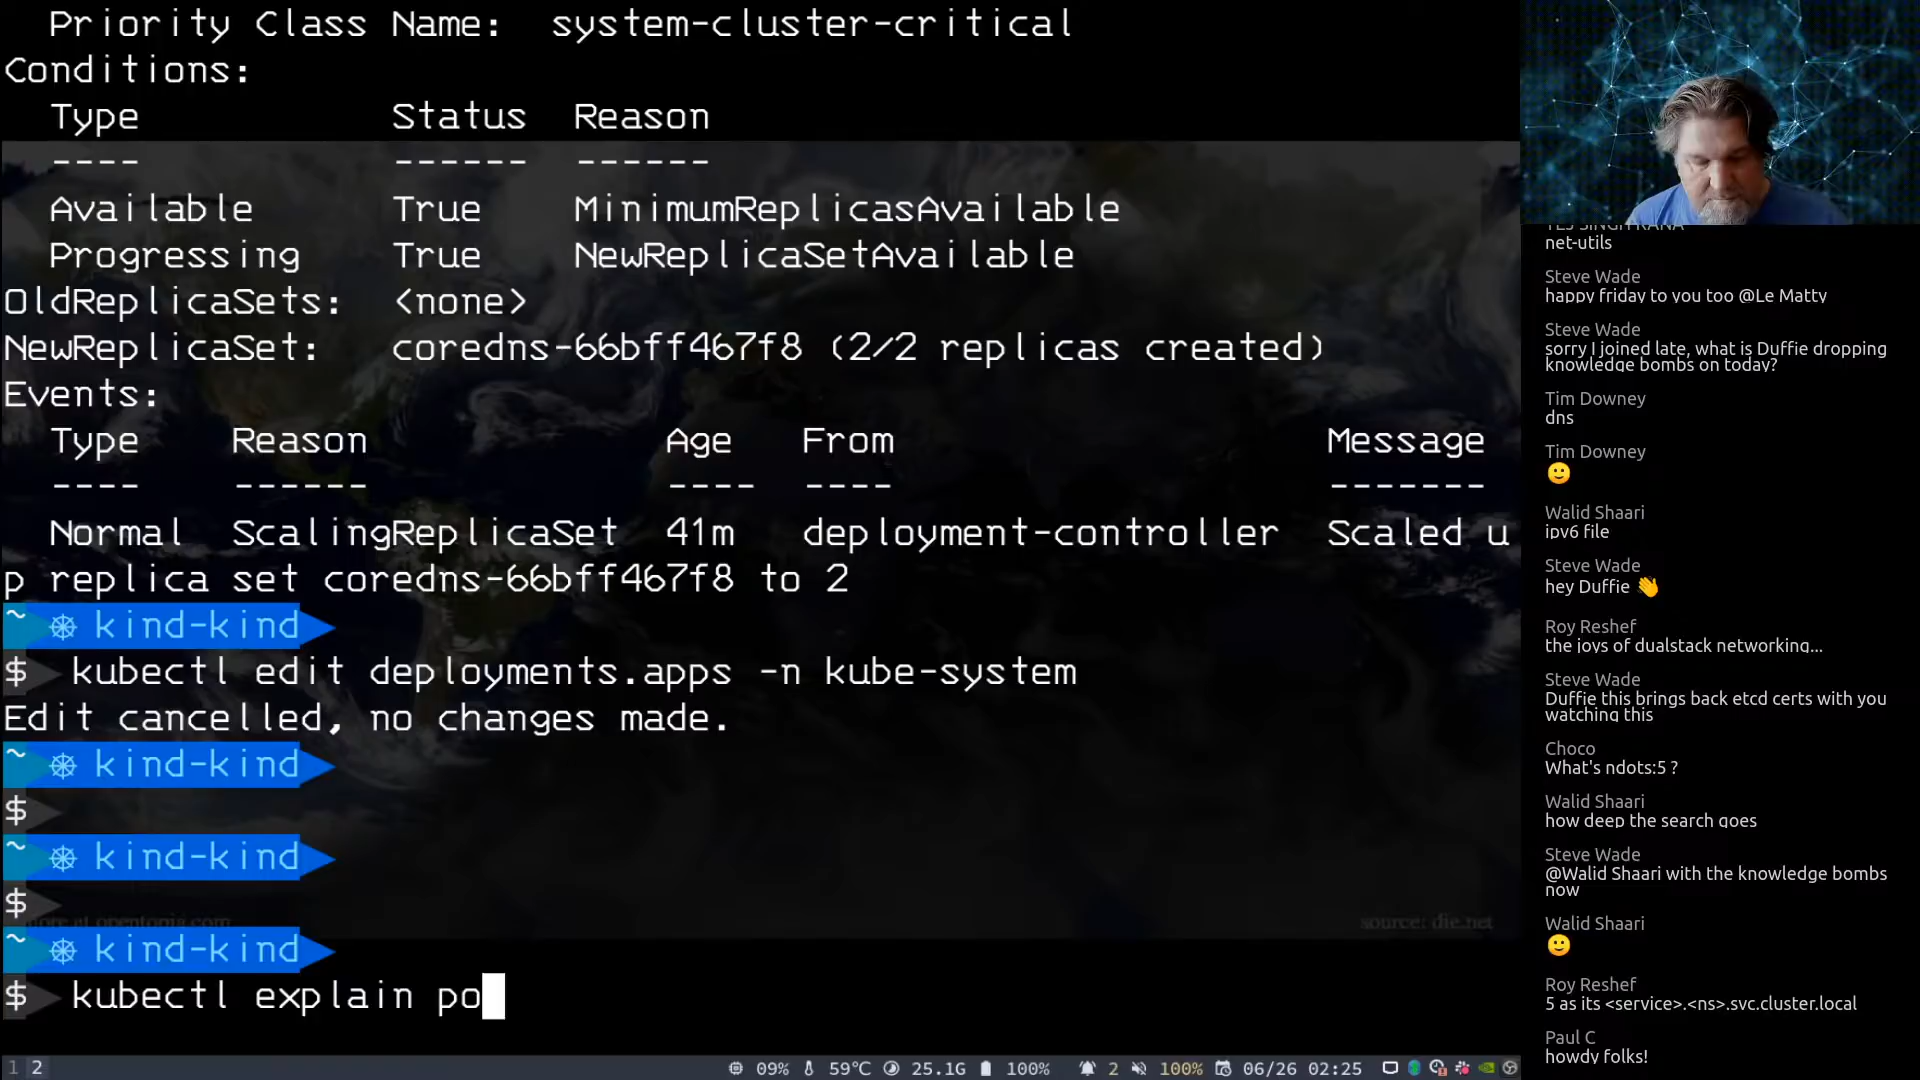 Priority Class Name:  system-cluster-critical
Conditions:
Type           Status  Reason
----           ------  ------
Available      True    MinimumReplicasAvailable
Progressing    True    NewReplicaSetAvailable
OldReplicaSets:  <none>
NewReplicaSet:   coredns-66bff467f8 (2/2 replicas created)
Events:
Type    Reason             Age   From                   Message
----    ------             ----  ----                   -------
Normal  ScalingReplicaSet  41m   deployment-controller  Scaled u
p replica set coredns-66bff467f8 to 2
~ kind-kind
$ kubectl edit deployments.apps -n kube-system
Edit cancelled, no changes made.
~ kind-kind
$
~ kind-kind
$
more at opentopia.com
source: die.net
~ kind-kind
$ kubectl explain po
1 2
09% 59°C 25.1G 100% 2 100% 06/26 02:25
net-utils
Steve Wade
happy friday to you too @Le Matty
Steve Wade
sorry I joined late, what is Duffie dropping
knowledge bombs on today?
Tim Downey
dns
Tim Downey
🙂
Walid Shaari
ipv6 file
Steve Wade
hey Duffie 👋
Roy Reshef
the joys of dualstack networking...
Steve Wade
Duffie this brings back etcd certs with you
watching this
Choco
What's ndots:5 ?
Walid Shaari
how deep the search goes
Steve Wade
@Walid Shaari with the knowledge bombs
now
Walid Shaari
🙂
Roy Reshef
5 as its <service>.<ns>.svc.cluster.local
Paul C
howdy folks!